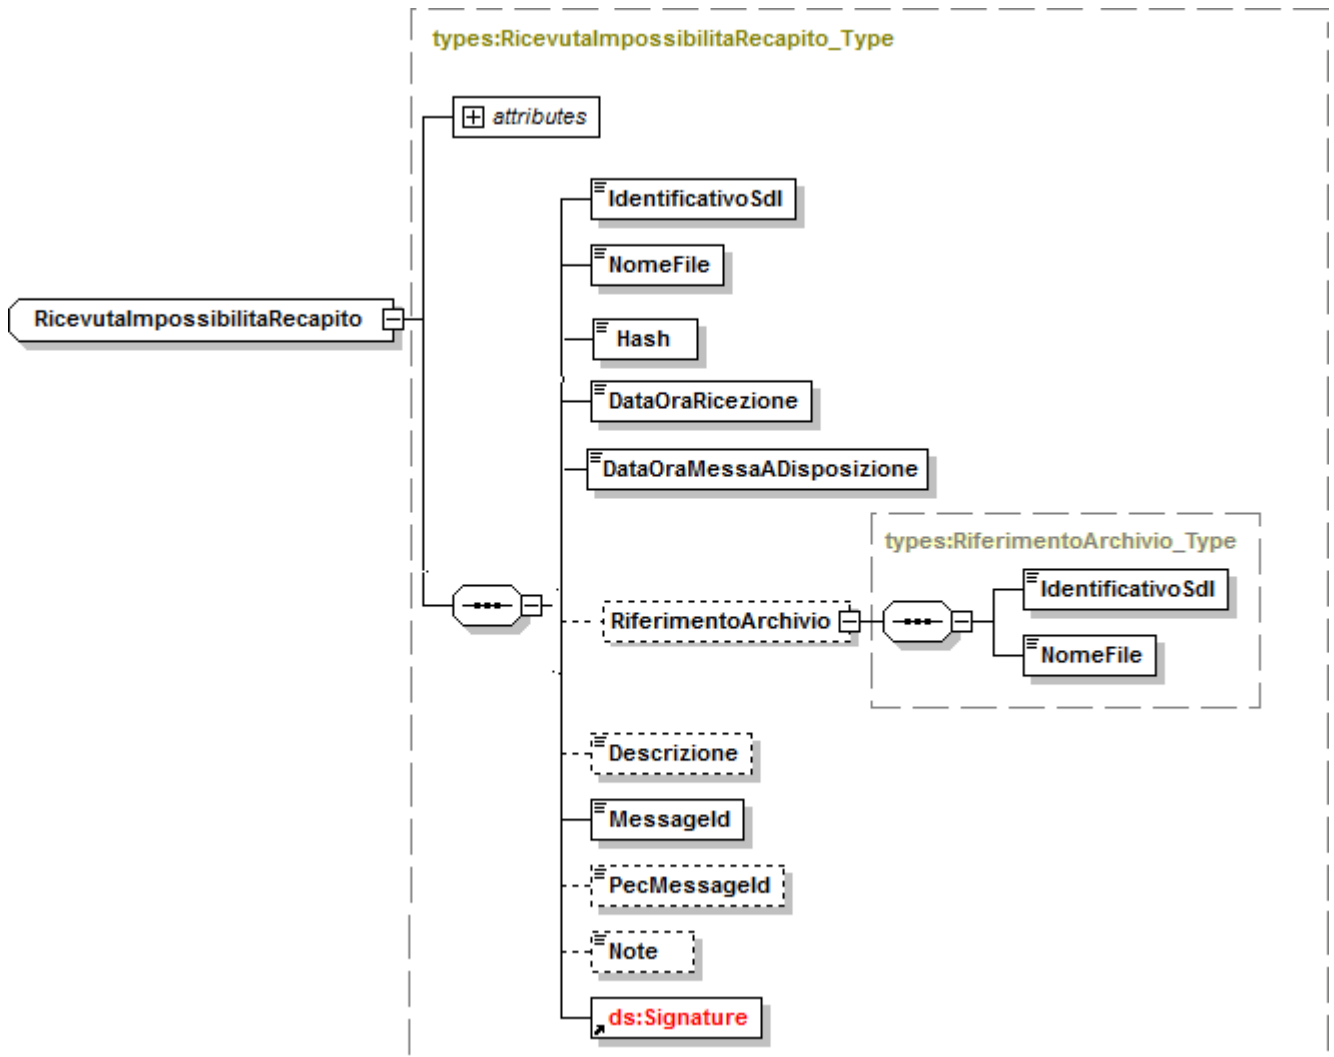 types:RicevutaImpossibilitaRecapito_Type
attributes
IdentificativoSdI
NomeFile
RicevutaImpossibilitaRecapito
Hash
DataOraRicezione
DataOraMessaADisposizione
types:RiferimentoArchivio_Type
IdentificativoSdI
RiferimentoArchivio
NomeFile
Descrizione
MessageId
PecMessageId
Note
ds:Signature